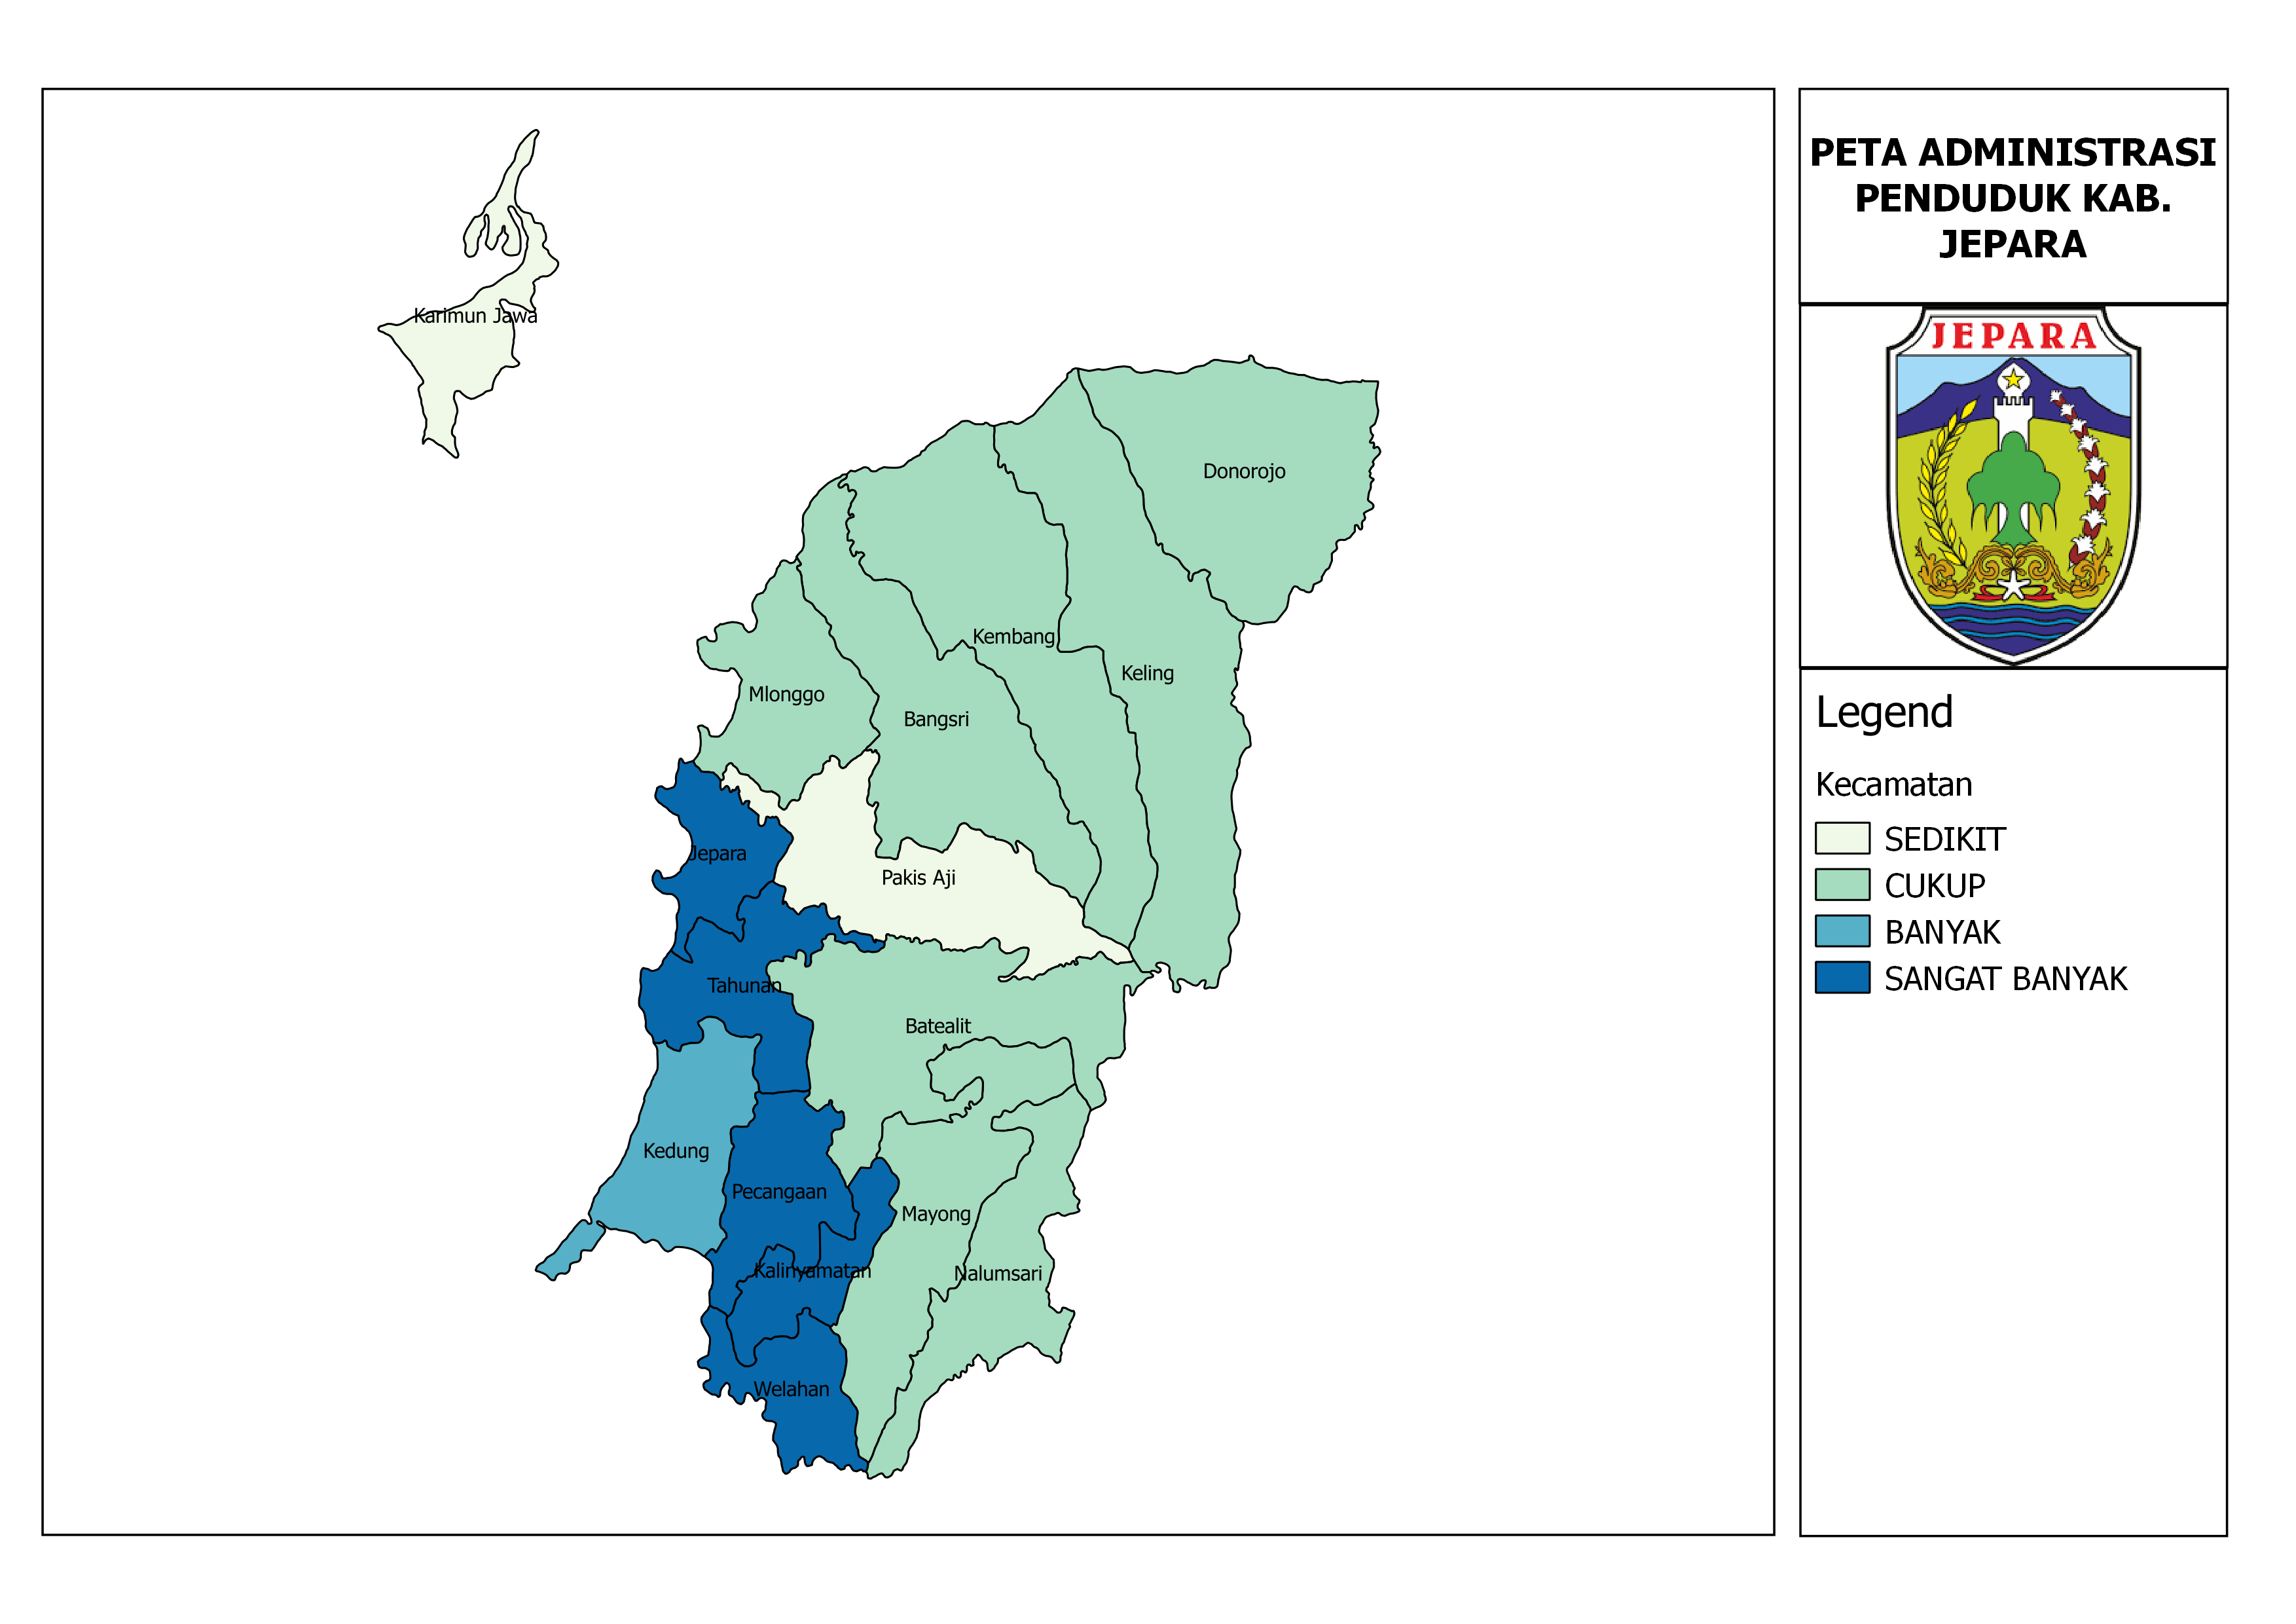 PETA ADMINISTRASI
PENDUDUK KAB.
JEPARA
JEPARA
Legend
Kecamatan
SEDIKIT
CUKUP
BANYAK
SANGAT BANYAK
Karimun Jawa
Donorojo
Kembang
Keling
Mlonggo
Bangsri
Jepara
Pakis Aji
Tahunan
Batealit
Kedung
Pecangaan
Mayong
Kalinyamatan
Nalumsari
Welahan